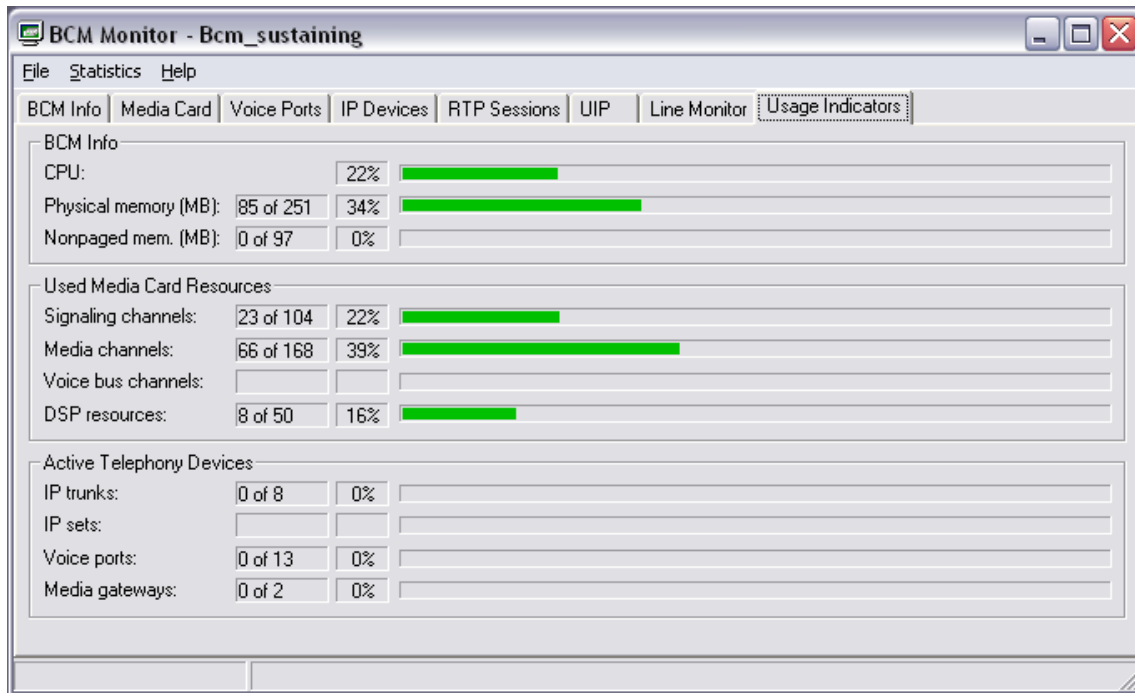 BCM Monitor - Bcm_sustaining
File Statistics Help
BCM Info Media Card Voice Ports IP Devices RTP Sessions UIP Line Monitor Usage Indicators
BCM Info
CPU: 22%
Physical memory (MB): 85 of 251 34%
Nonpaged mem. (MB): 0 of 97 0%
Used Media Card Resources
Signaling channels: 23 of 104 22%
Media channels: 66 of 168 39%
Voice bus channels:
DSP resources: 8 of 50 16%
Active Telephony Devices
IP trunks: 0 of 8 0%
IP sets:
Voice ports: 0 of 13 0%
Media gateways: 0 of 2 0%